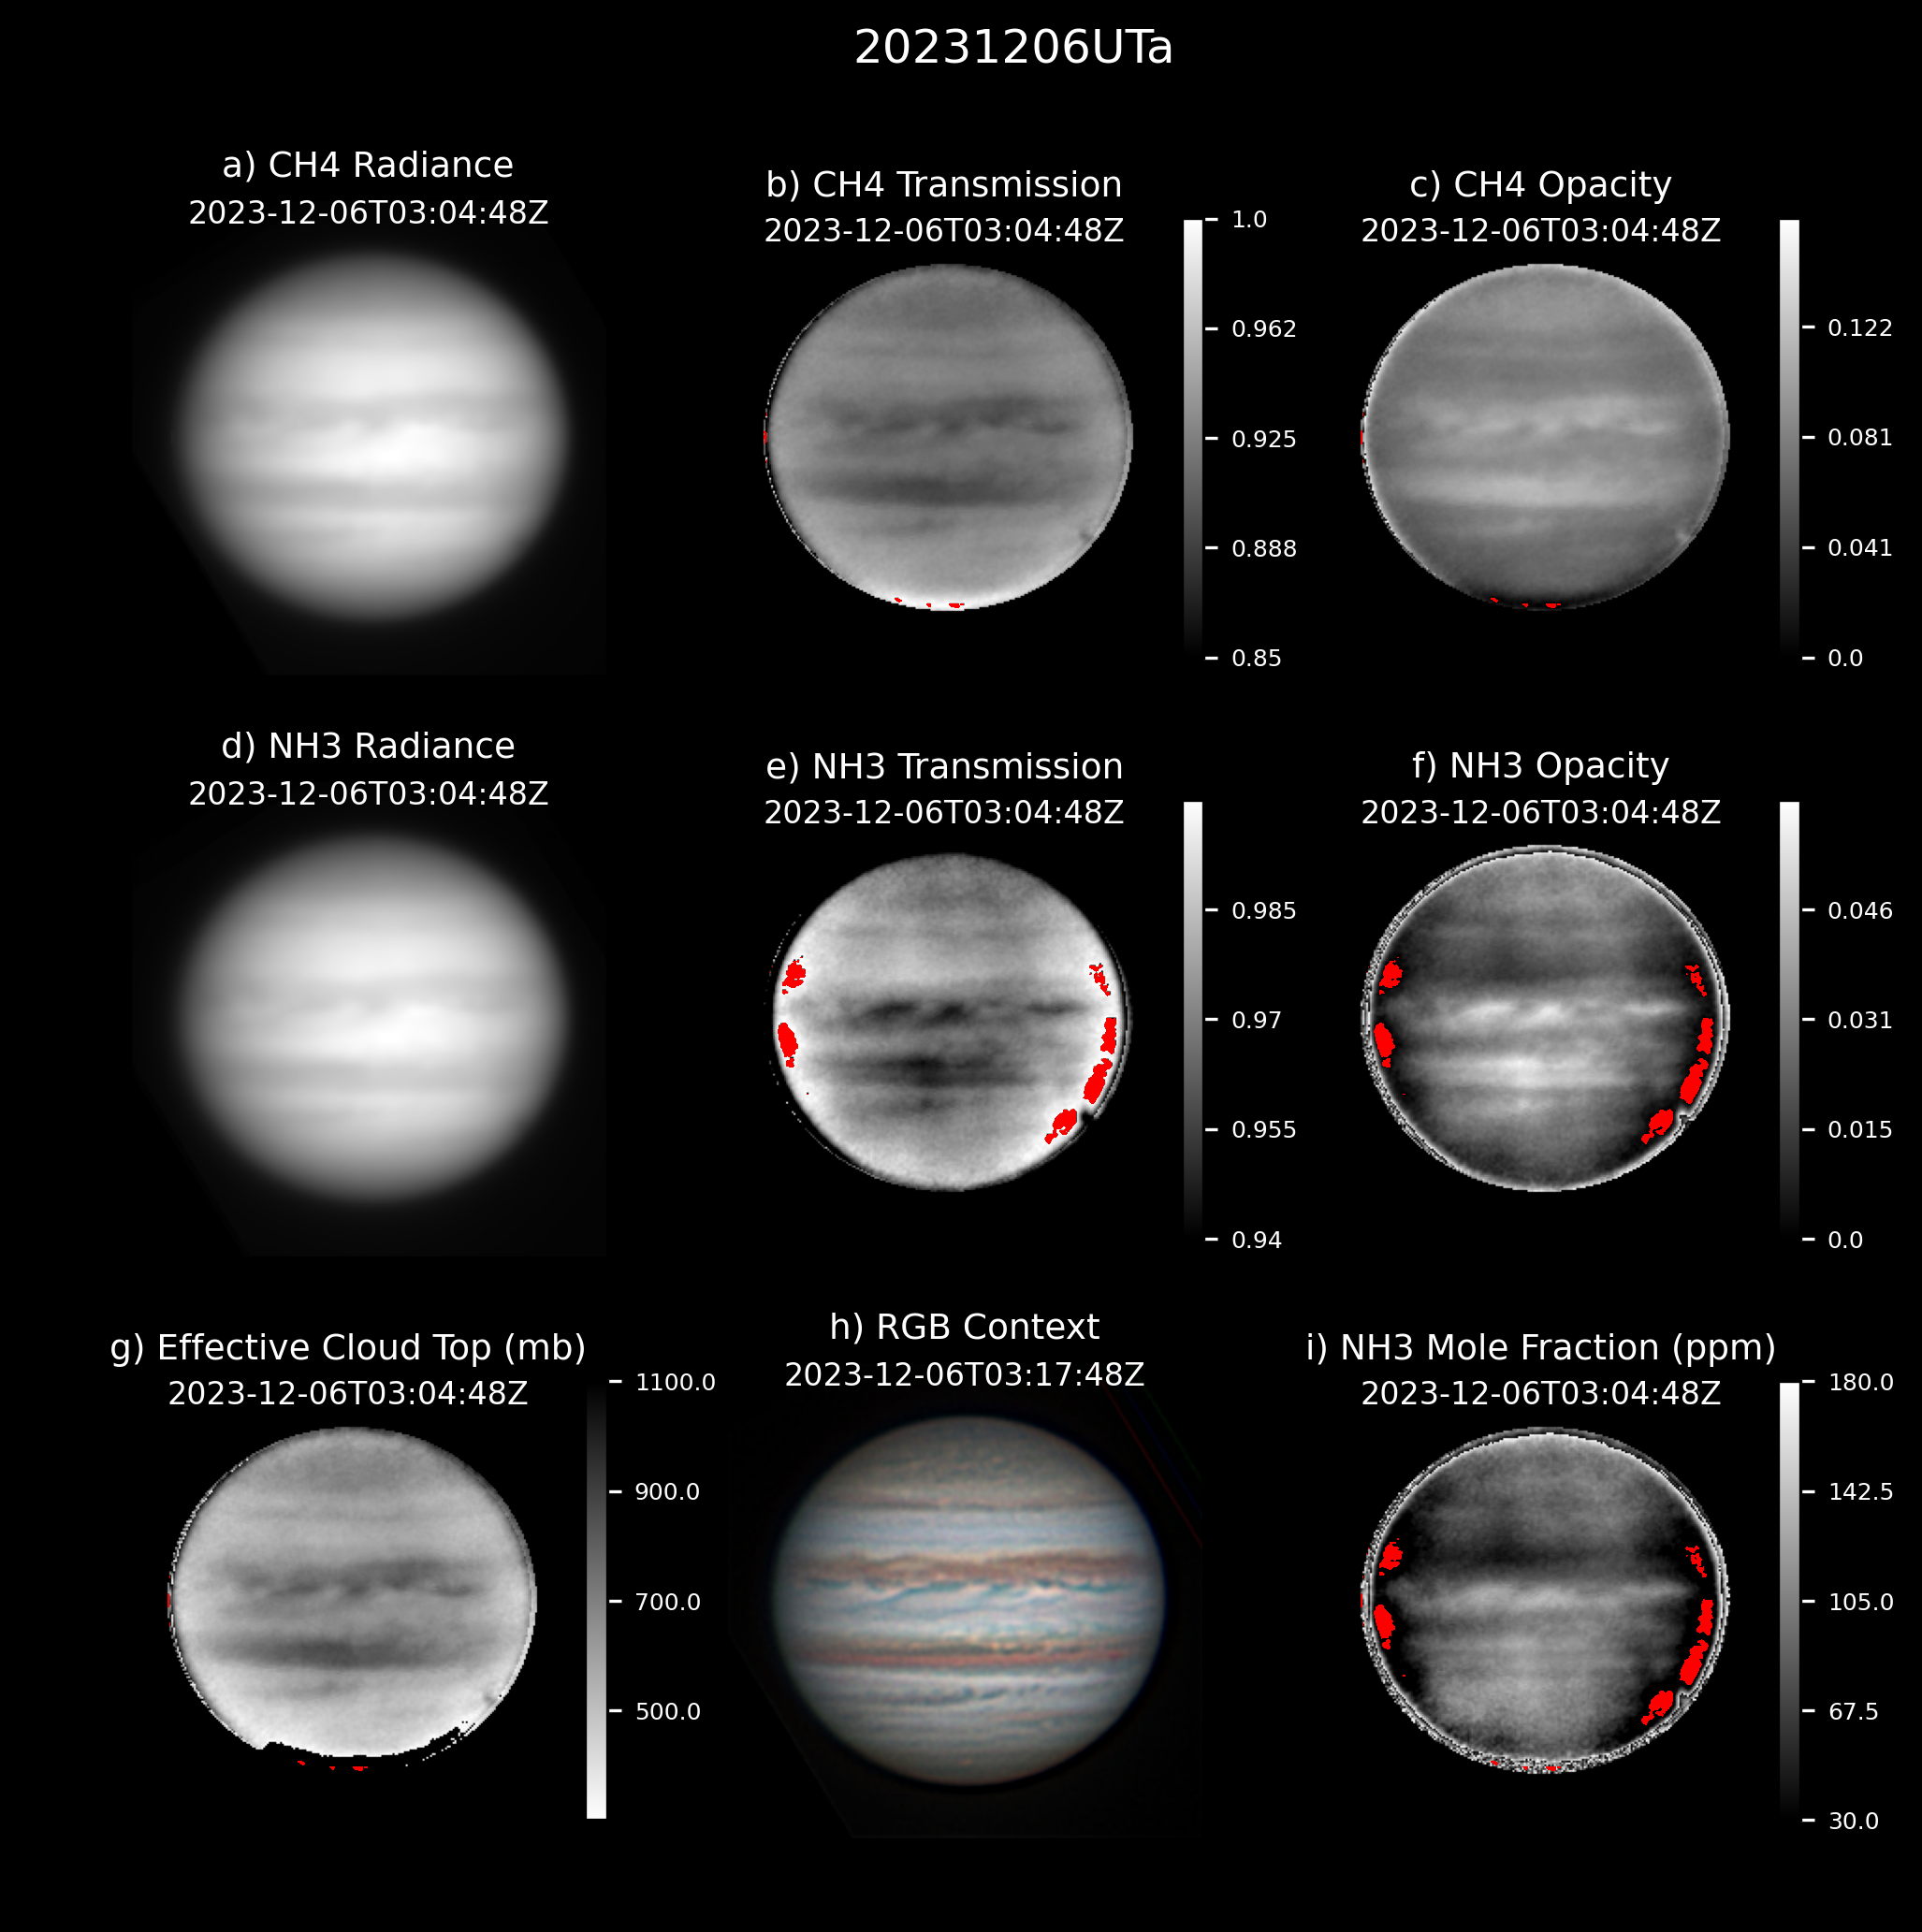 20231206UTa
a) CH4 Radiance
2023-12-06T03:04:48Z
b) CH4 Transmission
2023-12-06T03:04:48Z
1.0
0.962
0.925
0.888
0.85
c) CH4 Opacity
2023-12-06T03:04:48Z
0.122
0.081
0.041
0.0
d) NH3 Radiance
2023-12-06T03:04:48Z
e) NH3 Transmission
2023-12-06T03:04:48Z
0.985
0.97
0.955
0.94
f) NH3 Opacity
2023-12-06T03:04:48Z
0.046
0.031
0.015
0.0
g) Effective Cloud Top (mb)
2023-12-06T03:04:48Z
1100.0
900.0
700.0
500.0
h) RGB Context
2023-12-06T03:17:48Z
i) NH3 Mole Fraction (ppm)
2023-12-06T03:04:48Z
180.0
142.5
105.0
67.5
30.0